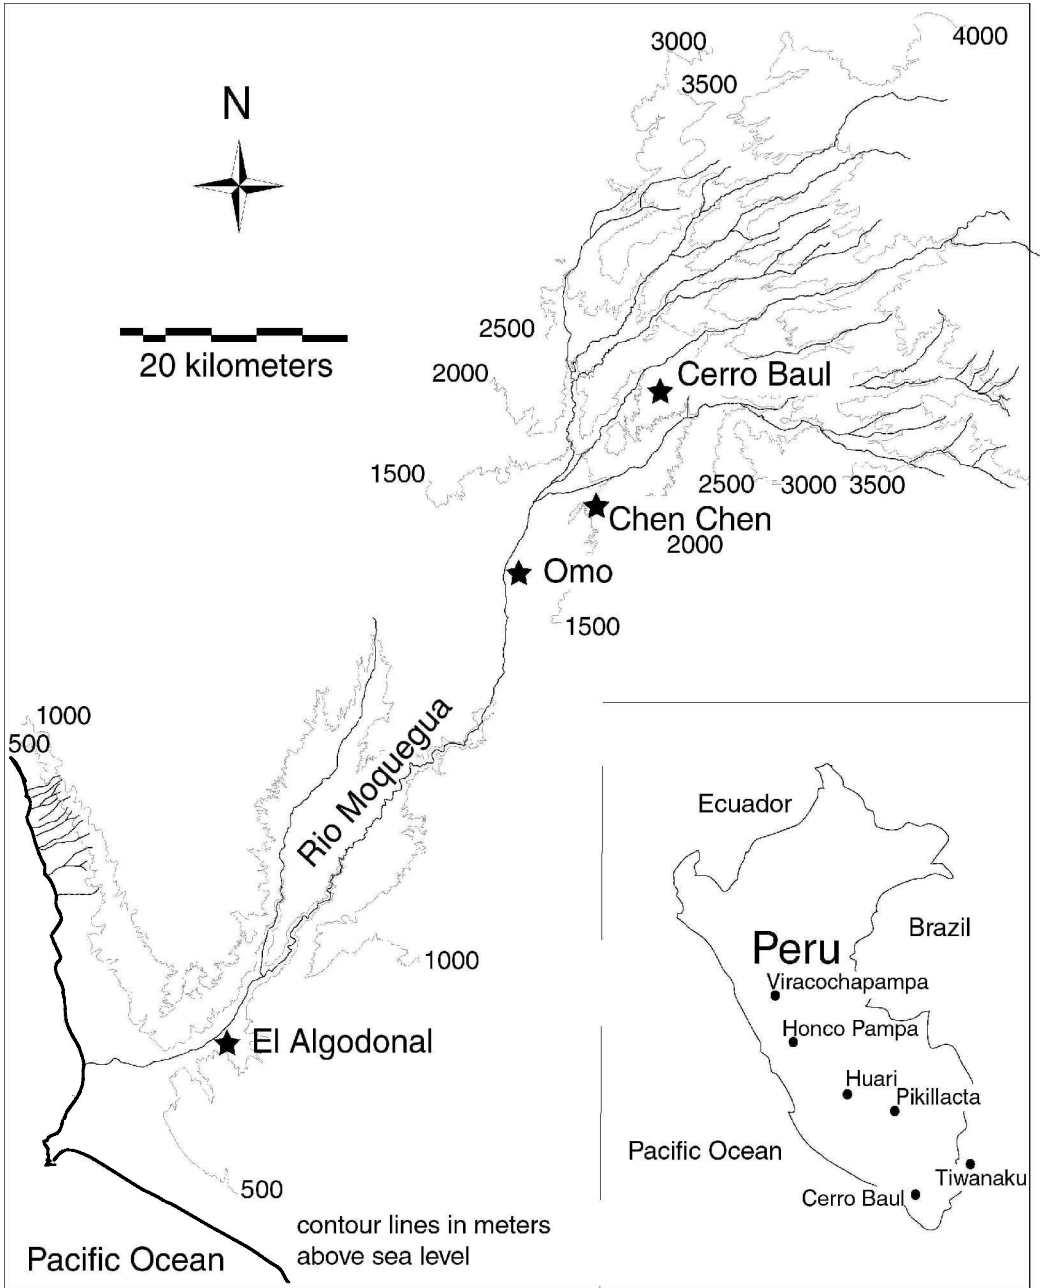 3000
4000
3500
N
2500
20 kilometers
2000
Cerro Baul
1500
2500
3000
3500
Chen Chen
2000
Omo
1500
1000
500
Rio Moquegua
1000
El Algodonal
500
contour lines in meters
above sea level
Pacific Ocean
Ecuador
Brazil
Peru
Viracochapampa
Honco Pampa
Huari
Pikillacta
Pacific Ocean
Tiwanaku
Cerro Baul